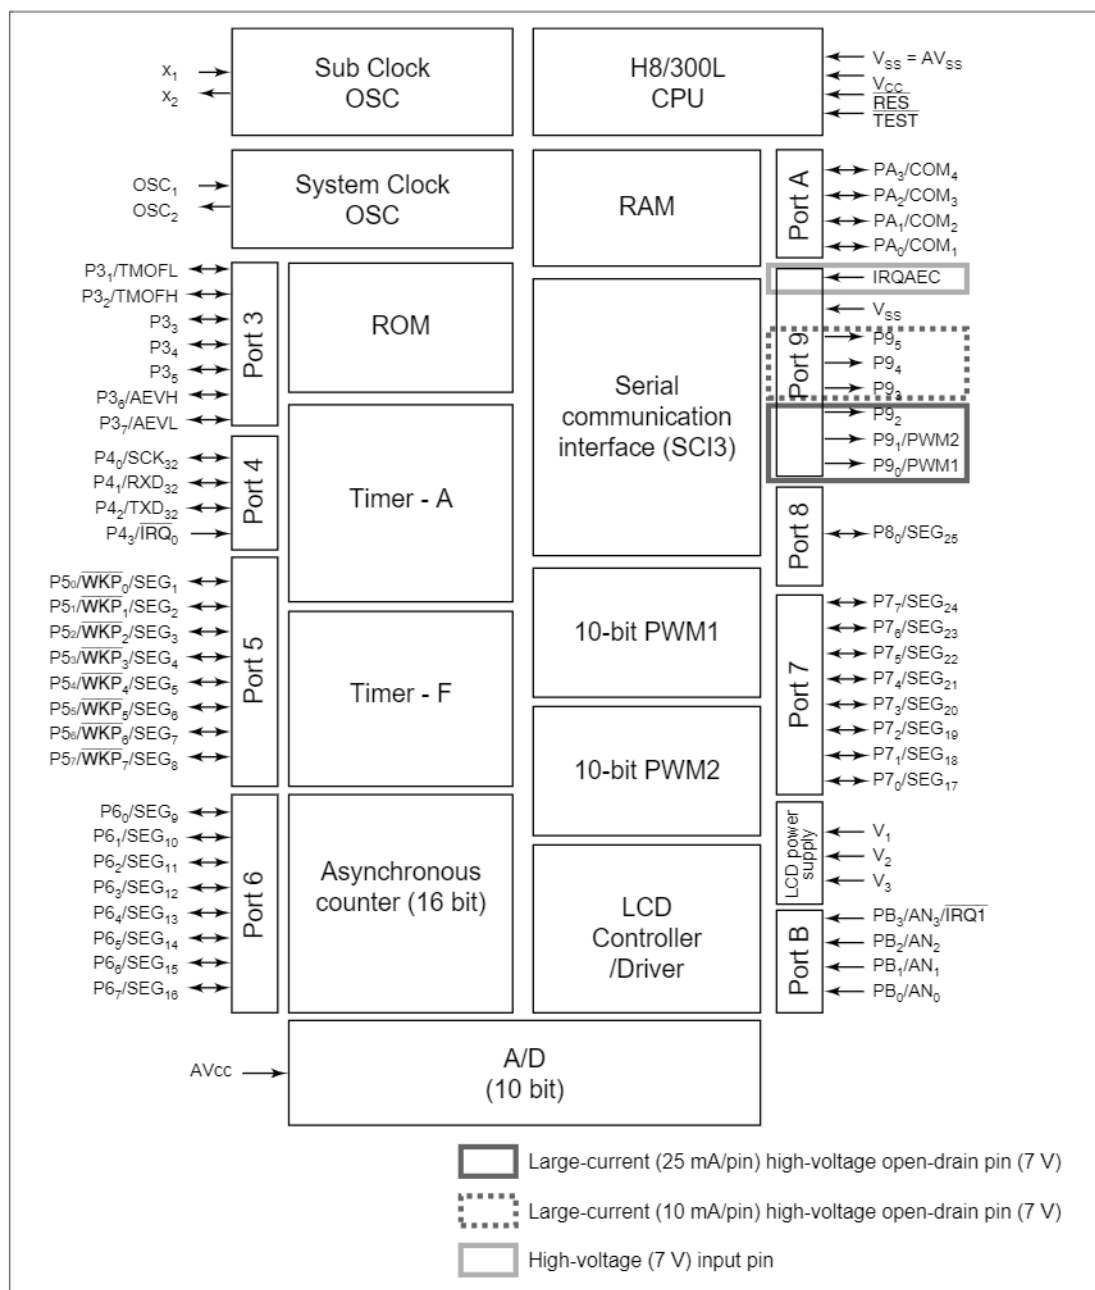 Sub Clock
OSC
x1
x2
H8/300L
CPU
VSS = AVSS
VCC
RES
TEST
System Clock
OSC
OSC1
OSC2
RAM
Port A
PA3/COM4
PA2/COM3
PA1/COM2
PA0/COM1
P31/TMOFL
P32/TMOFH
P33
P34
P35
P36/AEVH
P37/AEVL
Port 3
ROM
Serial
communication
interface (SCI3)
Port 9
IRQAEC
VSS
P95
P94
P93
P92
P91/PWM2
P90/PWM1
P40/SCK32
P41/RXD32
P42/TXD32
P43/IRQ0
Port 4
Timer - A
Port 8
P80/SEG25
P50/WKP0/SEG1
P51/WKP1/SEG2
P52/WKP2/SEG3
P53/WKP3/SEG4
P54/WKP4/SEG5
P55/WKP5/SEG6
P56/WKP6/SEG7
P57/WKP7/SEG8
Port 5
Timer - F
10-bit PWM1
10-bit PWM2
Port 7
P77/SEG24
P76/SEG23
P75/SEG22
P74/SEG21
P73/SEG20
P72/SEG19
P71/SEG18
P70/SEG17
P60/SEG9
P61/SEG10
P62/SEG11
P63/SEG12
P64/SEG13
P65/SEG14
P66/SEG15
P67/SEG16
Port 6
Asynchronous
counter (16 bit)
LCD
Controller
/Driver
LCD power
supply
V1
V2
V3
Port B
PB3/AN3/IRQ1
PB2/AN2
PB1/AN1
PB0/AN0
AVcc
A/D
(10 bit)
Large-current (25 mA/pin) high-voltage open-drain pin (7 V)
Large-current (10 mA/pin) high-voltage open-drain pin (7 V)
High-voltage (7 V) input pin